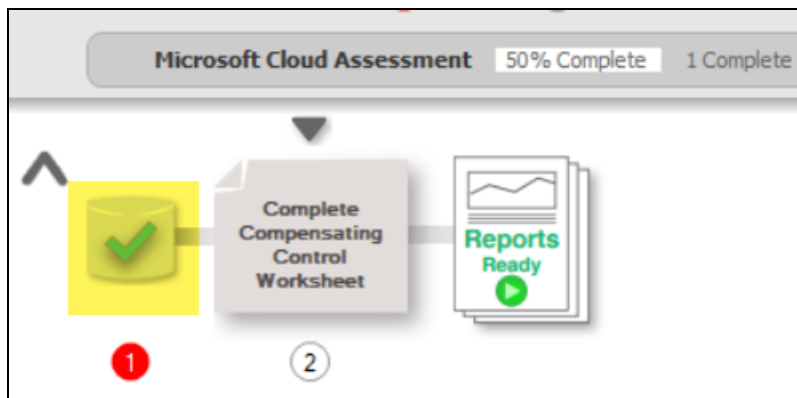 Microsoft Cloud Assessment 50% Complete 1 Complete
Complete
Compensating
Control
Worksheet
Reports
Ready
1
2